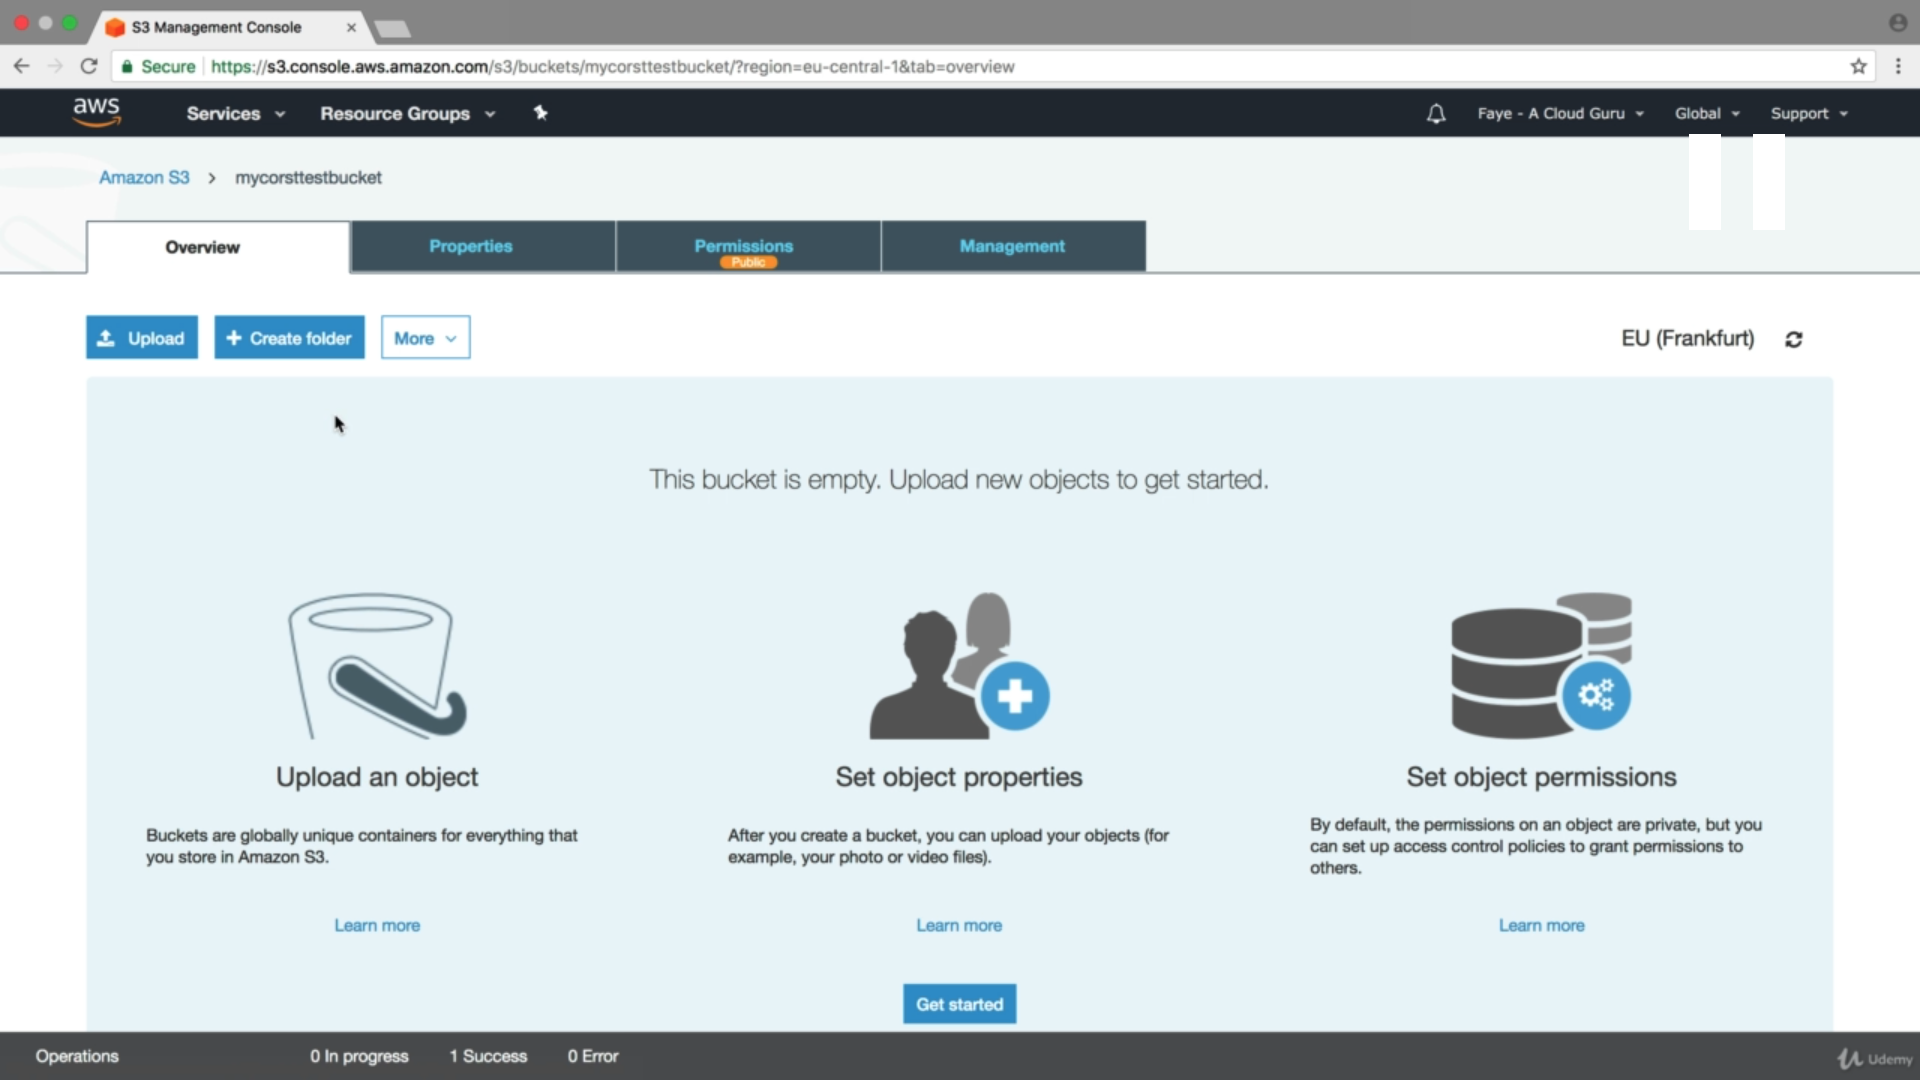 S3 Management Console
Secure https://s3.console.aws.amazon.com/s3/buckets/mycorsttestbucket/?region=eu-central-1&tab=overview
aws Services Resource Groups Faye - A Cloud Guru Global Support
Amazon S3 > mycorsttestbucket
Overview Properties Permissions Management
Public
Upload + Create folder More EU (Frankfurt)
This bucket is empty. Upload new objects to get started.
Upload an object Set object properties Set object permissions
Buckets are globally unique containers for everything that
you store in Amazon S3.
After you create a bucket, you can upload your objects (for
example, your photo or video files).
By default, the permissions on an object are private, but you
can set up access control policies to grant permissions to
others.
Learn more Learn more Learn more
Get started
Operations 0 In progress 1 Success 0 Error
Udemy